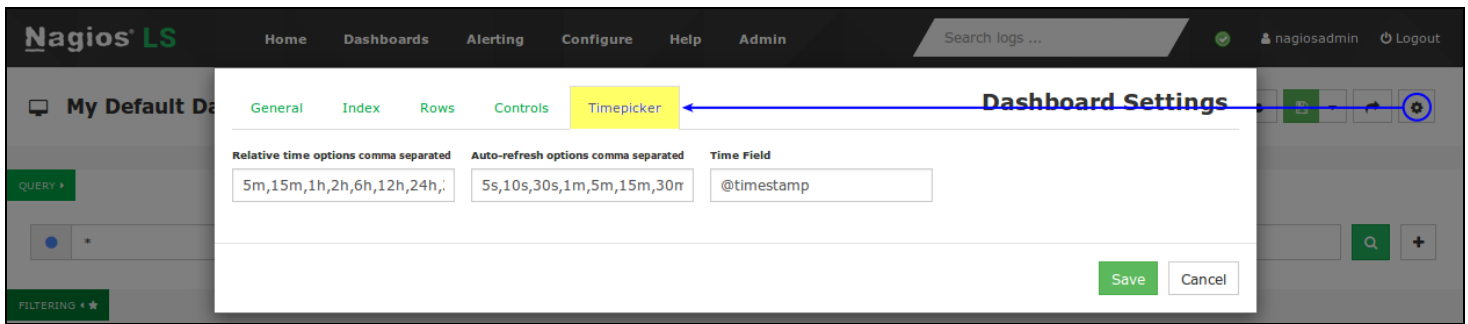 Nagios® LS Home Dashboards Alerting Configure Help Admin Search logs ... nagiosadmin Logout
My Default Da
General Index Rows Controls Timepicker Dashboard Settings
Relative time options comma separated Auto-refresh options comma separated Time Field
5m,15m,1h,2h,6h,12h,24h, 5s,10s,30s,1m,5m,15m,30m @timestamp
QUERY
*
Save Cancel
FILTERING